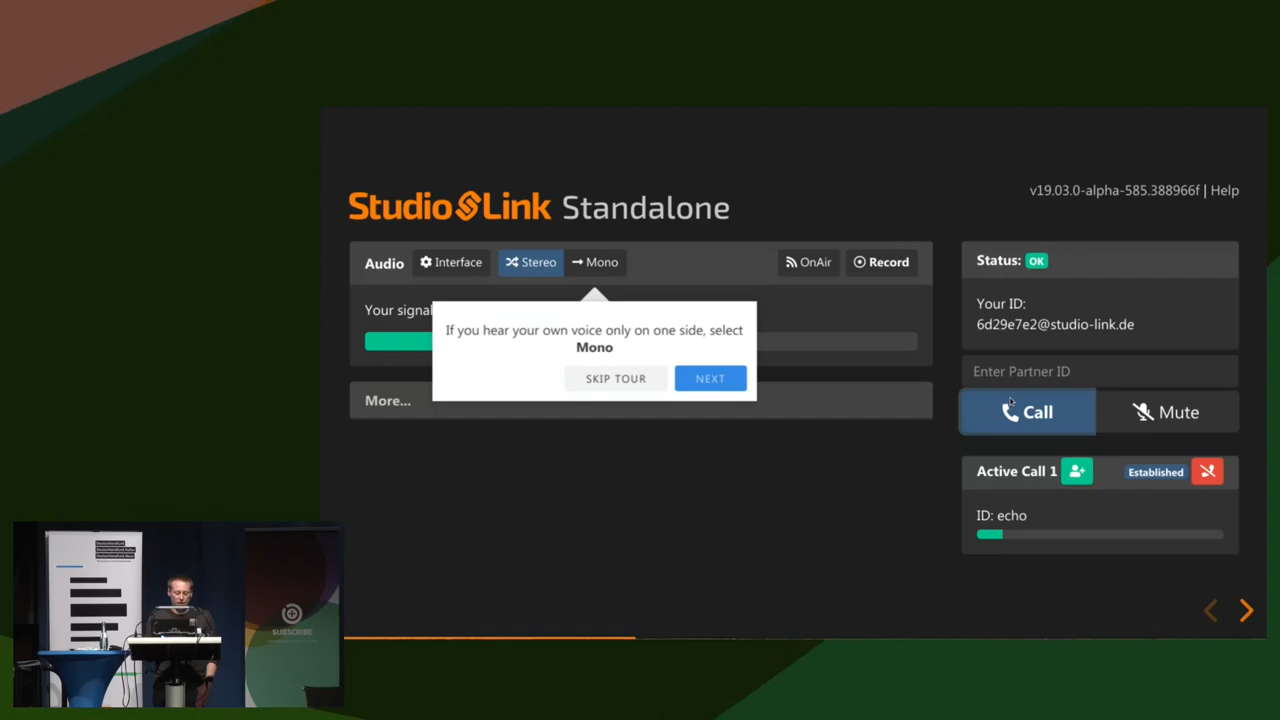 StudioLink Standalone
v19.03.0-alpha-585.388966f | Help
Audio Interface Stereo Mono OnAir Record
Your signal
If you hear your own voice only on one side, select
Mono
SKIP TOUR NEXT
More...
Status: OK
Your ID:
6d29e7e2@studio-link.de
Enter Partner ID
Call Mute
Active Call 1 Established
ID: echo
SUBSCRIBE